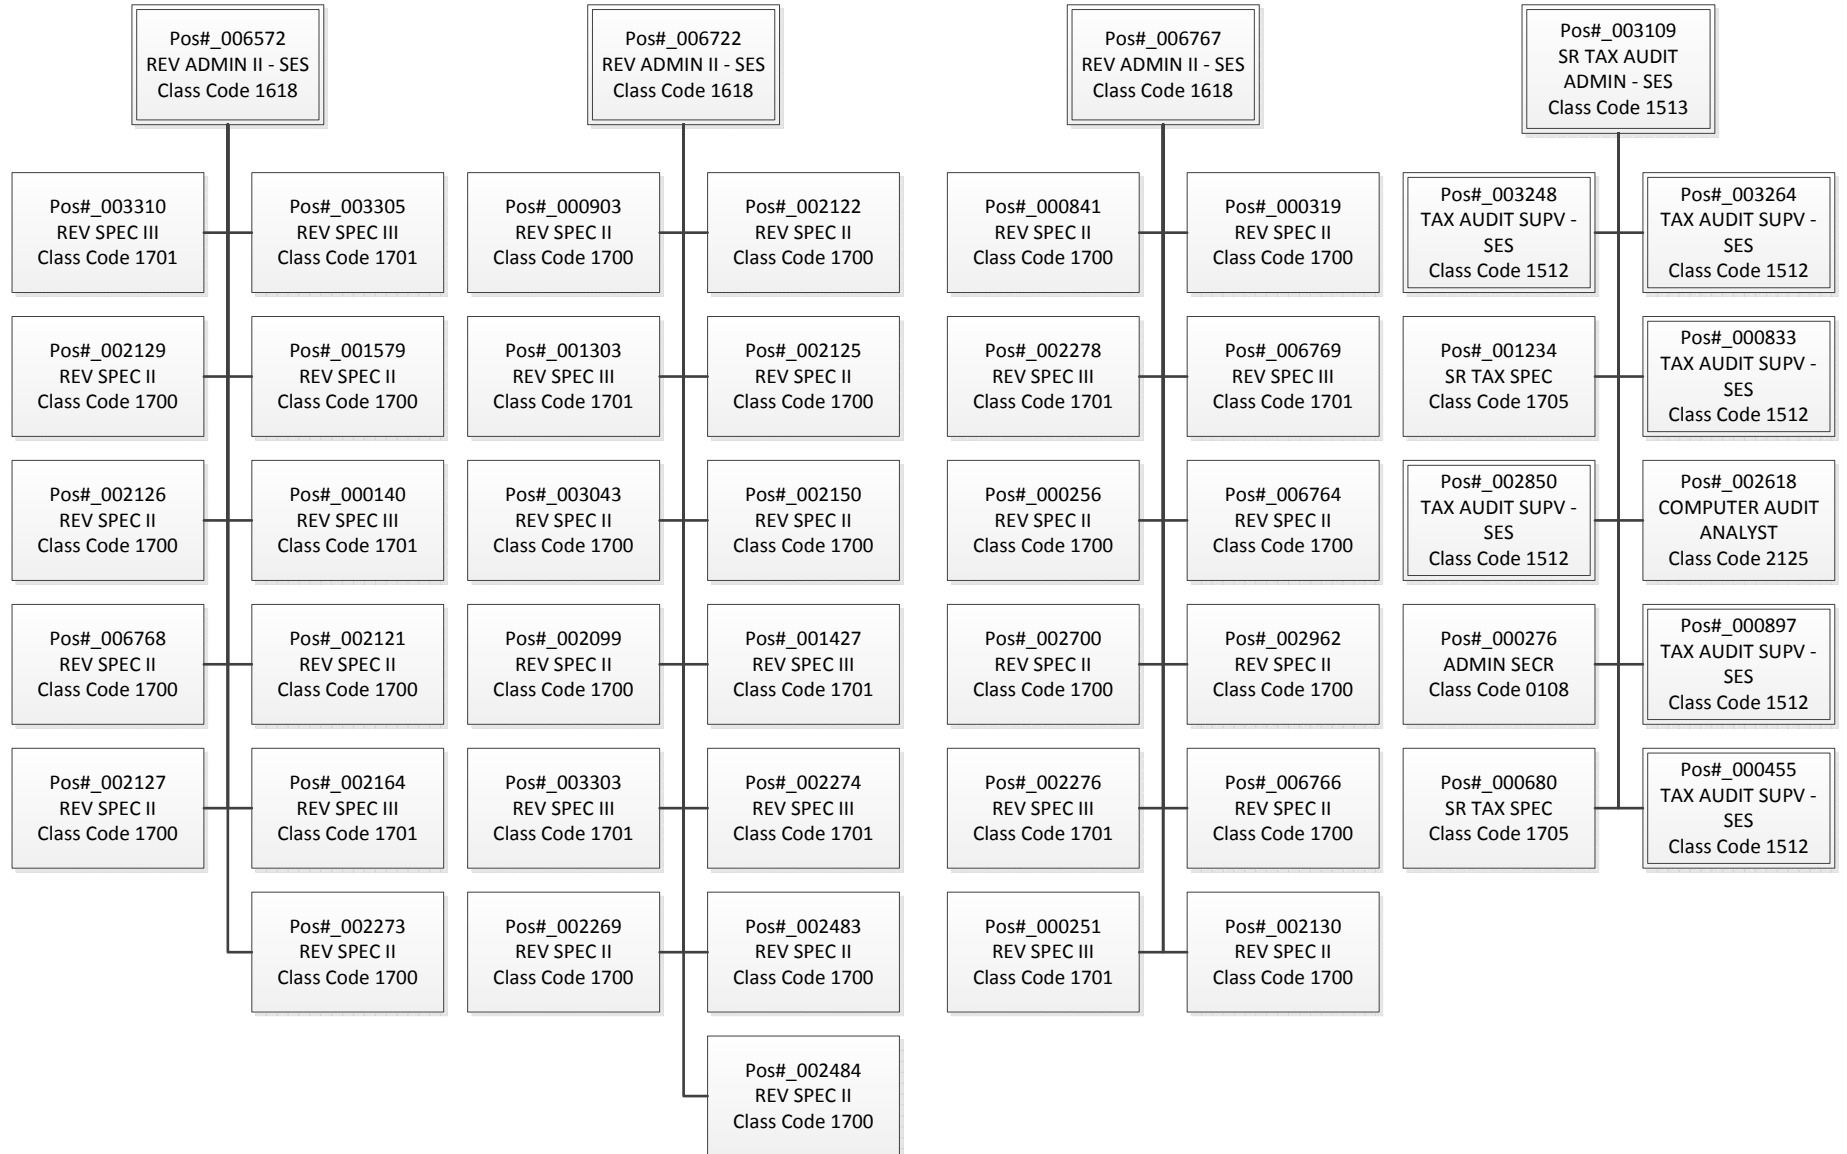 Pos#_006572
REV ADMIN II - SES
Class Code 1618
Pos#_003310
REV SPEC III
Class Code 1701
Pos#_003305
REV SPEC III
Class Code 1701
Pos#_002129
REV SPEC II
Class Code 1700
Pos#_001579
REV SPEC II
Class Code 1700
Pos#_002126
REV SPEC II
Class Code 1700
Pos#_000140
REV SPEC III
Class Code 1701
Pos#_006768
REV SPEC II
Class Code 1700
Pos#_002121
REV SPEC II
Class Code 1700
Pos#_002127
REV SPEC II
Class Code 1700
Pos#_002164
REV SPEC III
Class Code 1701
Pos#_002273
REV SPEC II
Class Code 1700
Pos#_006722
REV ADMIN II - SES
Class Code 1618
Pos#_000903
REV SPEC II
Class Code 1700
Pos#_002122
REV SPEC II
Class Code 1700
Pos#_001303
REV SPEC III
Class Code 1701
Pos#_002125
REV SPEC II
Class Code 1700
Pos#_003043
REV SPEC II
Class Code 1700
Pos#_002150
REV SPEC II
Class Code 1700
Pos#_002099
REV SPEC II
Class Code 1700
Pos#_001427
REV SPEC III
Class Code 1701
Pos#_003303
REV SPEC III
Class Code 1701
Pos#_002274
REV SPEC III
Class Code 1701
Pos#_002269
REV SPEC II
Class Code 1700
Pos#_002483
REV SPEC II
Class Code 1700
Pos#_002484
REV SPEC II
Class Code 1700
Pos#_006767
REV ADMIN II - SES
Class Code 1618
Pos#_000841
REV SPEC II
Class Code 1700
Pos#_000319
REV SPEC II
Class Code 1700
Pos#_002278
REV SPEC III
Class Code 1701
Pos#_006769
REV SPEC III
Class Code 1701
Pos#_000256
REV SPEC II
Class Code 1700
Pos#_006764
REV SPEC II
Class Code 1700
Pos#_002700
REV SPEC II
Class Code 1700
Pos#_002962
REV SPEC II
Class Code 1700
Pos#_002276
REV SPEC III
Class Code 1701
Pos#_006766
REV SPEC II
Class Code 1700
Pos#_000251
REV SPEC III
Class Code 1701
Pos#_002130
REV SPEC II
Class Code 1700
Pos#_003109
SR TAX AUDIT
ADMIN - SES
Class Code 1513
Pos#_003248
TAX AUDIT SUPV -
SES
Class Code 1512
Pos#_003264
TAX AUDIT SUPV -
SES
Class Code 1512
Pos#_001234
SR TAX SPEC
Class Code 1705
Pos#_000833
TAX AUDIT SUPV -
SES
Class Code 1512
Pos#_002850
TAX AUDIT SUPV -
SES
Class Code 1512
Pos#_002618
COMPUTER AUDIT
ANALYST
Class Code 2125
Pos#_000276
ADMIN SECR
Class Code 0108
Pos#_000897
TAX AUDIT SUPV -
SES
Class Code 1512
Pos#_000680
SR TAX SPEC
Class Code 1705
Pos#_000455
TAX AUDIT SUPV -
SES
Class Code 1512